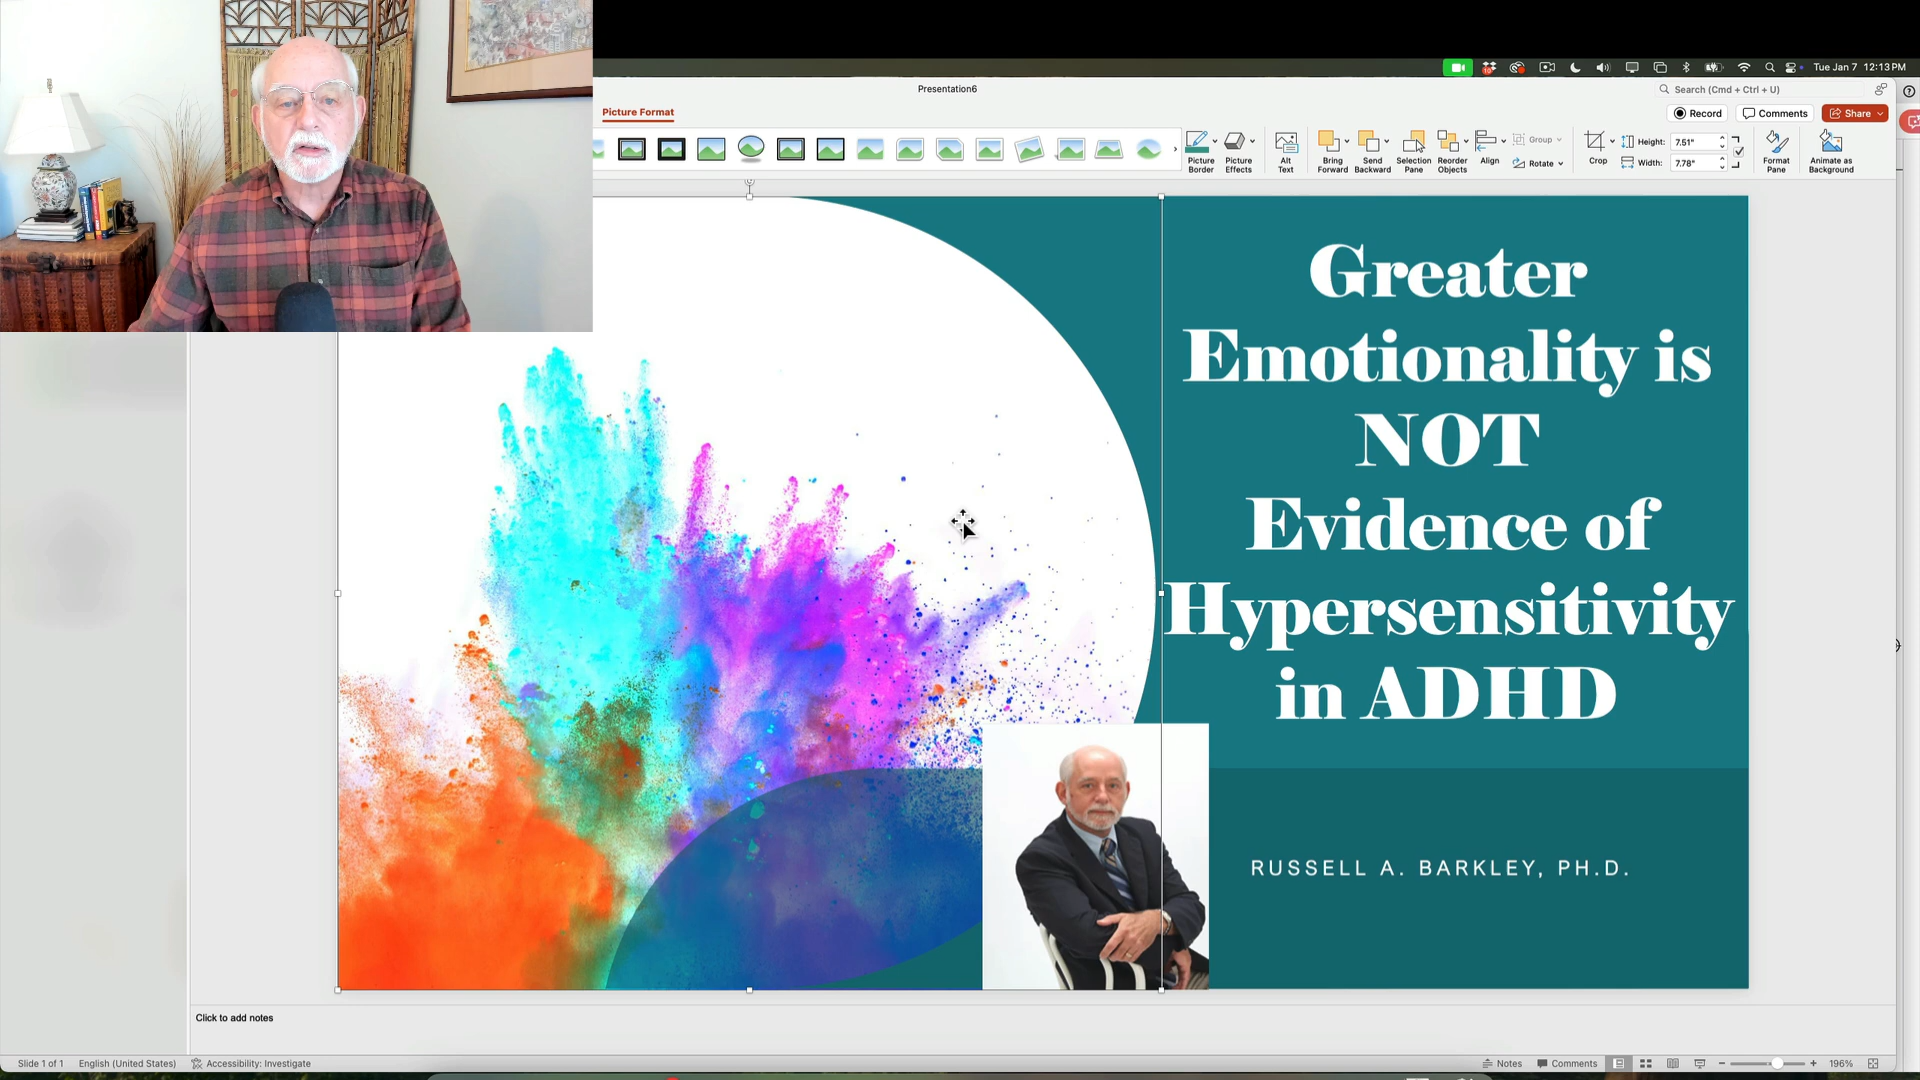 Tue Jan 7 12:13 PM
Presentation6
Search (Cmd + Ctrl + U)
Picture Format
Record
Comments
Share
Picture Border
Picture Effects
Alt Text
Bring Forward
Send Backward
Selection Pane
Reorder Objects
Align
Group
Rotate
Crop
Height: 7.51"
Width: 7.78"
Format Pane
Animate as Background
Greater
Emotionality is
NOT
Evidence of
Hypersensitivity
in ADHD
RUSSELL A. BARKLEY, PH.D.
Click to add notes
Slide 1 of 1
English (United States)
Accessibility: Investigate
Notes
Comments
196%